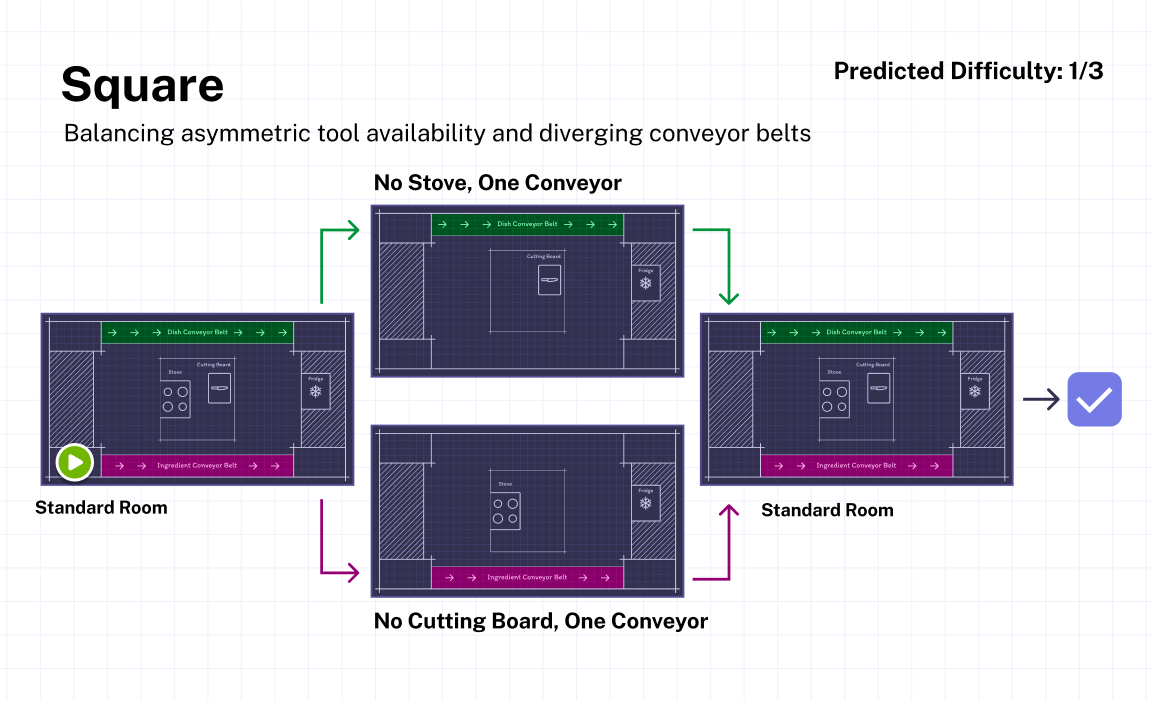 Square
Predicted Difficulty: 1/3
Balancing asymmetric tool availability and diverging conveyor belts
No Stove, One Conveyor
Dish Conveyor Belt
Cutting Board
Fridge
Dish Conveyor Belt
Cutting Board
Stove
Fridge
Ingredient Conveyor Belt
Standard Room
Stove
Fridge
Ingredient Conveyor Belt
No Cutting Board, One Conveyor
Dish Conveyor Belt
Cutting Board
Stove
Fridge
Ingredient Conveyor Belt
Standard Room